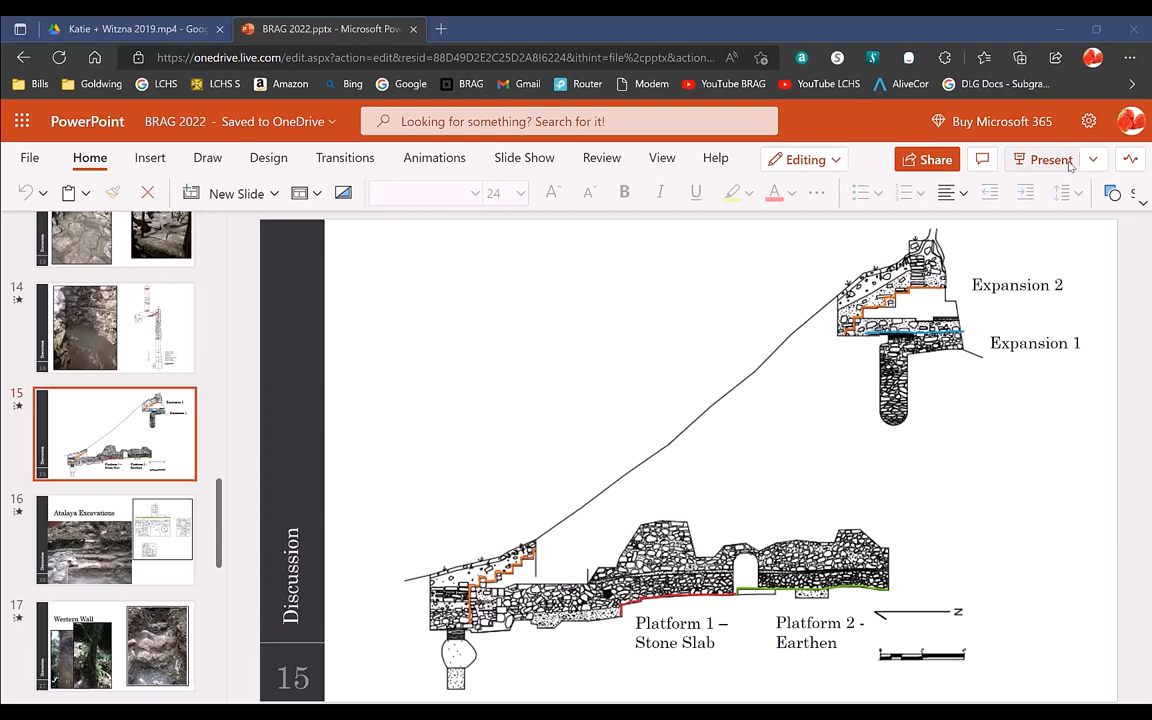 Katie + Witzna 2019.mp4 - Goo
BRAG 2022.pptx - Microsoft Pow
https://onedrive.live.com/edit.aspx?action=edit&resid=88D49D2E2C25D2A8!6224&ithint=file%2cpptx&action...
Bills
Goldwing
LCHS
LCHS S
Amazon
Bing
Google
BRAG
Gmail
Router
Modem
YouTube BRAG
YouTube LCHS
AliveCor
DLG Docs - Subgra...
PowerPoint
BRAG 2022 - Saved to OneDrive
Looking for something? Search for it!
Buy Microsoft 365
File
Home
Insert
Draw
Design
Transitions
Animations
Slide Show
Review
View
Help
Editing
Share
Present
New Slide
24
B
I
U
A
14
15
16
Atalaya Excavations
17
Western Wall
Discussion
15
Expansion 2
Expansion 1
Platform 1 –
Stone Slab
Platform 2 -
Earthen
N